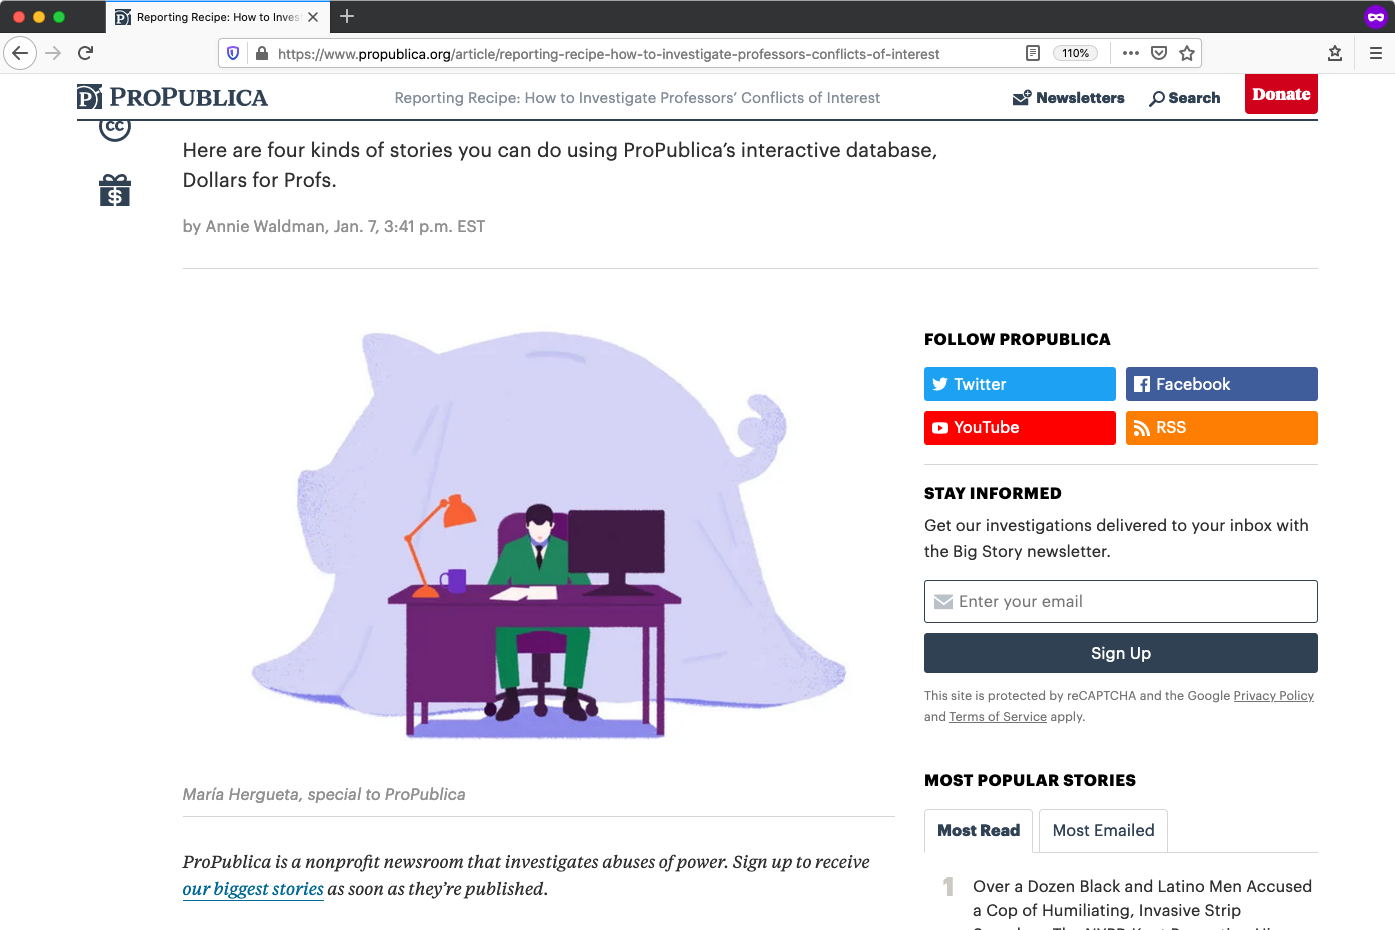 Reporting Recipe: How to Inves
https://www.propublica.org/article/reporting-recipe-how-to-investigate-professors-conflicts-of-interest
110%
PROPUBLICA
Reporting Recipe: How to Investigate Professors’ Conflicts of Interest
Newsletters
Search
Donate
CC
Here are four kinds of stories you can do using ProPublica’s interactive database,
Dollars for Profs.
by Annie Waldman, Jan. 7, 3:41 p.m. EST
María Hergueta, special to ProPublica
ProPublica is a nonprofit newsroom that investigates abuses of power. Sign up to receive
our biggest stories as soon as they’re published.
FOLLOW PROPUBLICA
Twitter
Facebook
YouTube
RSS
STAY INFORMED
Get our investigations delivered to your inbox with
the Big Story newsletter.
Enter your email
Sign Up
This site is protected by reCAPTCHA and the Google Privacy Policy
and Terms of Service apply.
MOST POPULAR STORIES
Most Read
Most Emailed
1
Over a Dozen Black and Latino Men Accused
a Cop of Humiliating, Invasive Strip